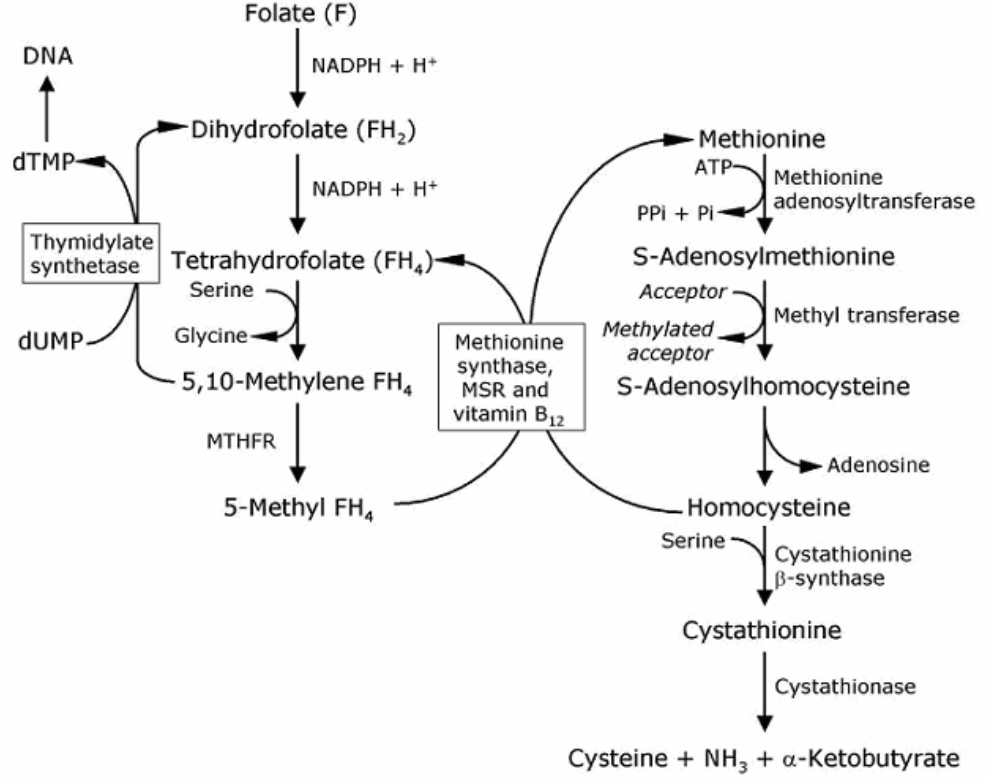 Folate (F)
NADPH + H⁺
Dihydrofolate (FH₂)
NADPH + H⁺
Tetrahydrofolate (FH₄)
Serine
Glycine
5,10-Methylene FH₄
MTHFR
5-Methyl FH₄
DNA
dTMP
Thymidylate
synthetase
dUMP
Methionine
synthase,
MSR and
vitamin B₁₂
Methionine
ATP
Methionine
adenosyltransferase
PPi + Pi
S-Adenosylmethionine
Acceptor
Methyl transferase
Methylated
acceptor
S-Adenosylhomocysteine
Adenosine
Homocysteine
Serine
Cystathionine
β-synthase
Cystathionine
Cystathionase
Cysteine + NH₃ + α-Ketobutyrate